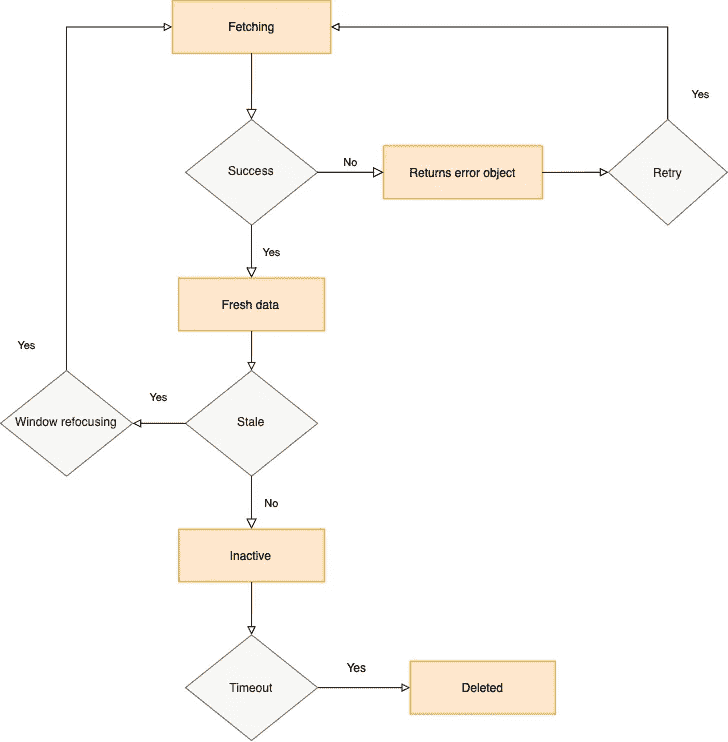 Fetching
Yes
Success
No
Returns error object
Retry
Yes
Fresh data
Yes
Yes
Window refocusing
Stale
No
Inactive
Timeout
Yes
Deleted